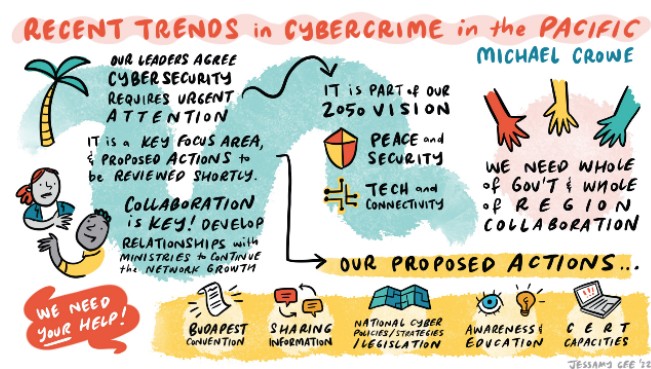 RECENT TRENDS in CYBERCRIME in the PACIFIC
MICHAEL CROWE
OUR LEADERS AGREE
CYBERSECURITY
REQUIRES URGENT
ATTENTION
IT is A KEY FOCUS AREA,
& PROPOSED ACTIONS to
be REVIEWED SHORTLY.
COLLABORATION
is KEY! DEVELOP
RELATIONSHIPS with
MINISTRIES to CONTINUE
the NETWORK GROWTH
IT is PART of OUR
2050 VISION
PEACE and
SECURITY
TECH and
CONNECTIVITY
WE NEED WHOLE
of GOV'T & WHOLE
of REGION
COLLABORATION
OUR PROPOSED ACTIONS...
WE NEED
YOUR HELP!
BUDAPEST
CONVENTION
SHARING
INFORMATION
NATIONAL CYBER
POLICIES/STRATEGIES
/LEGISLATION
AWARENESS &
EDUCATION
!!
CERT
CAPACITIES
JESSAMY GEE '22